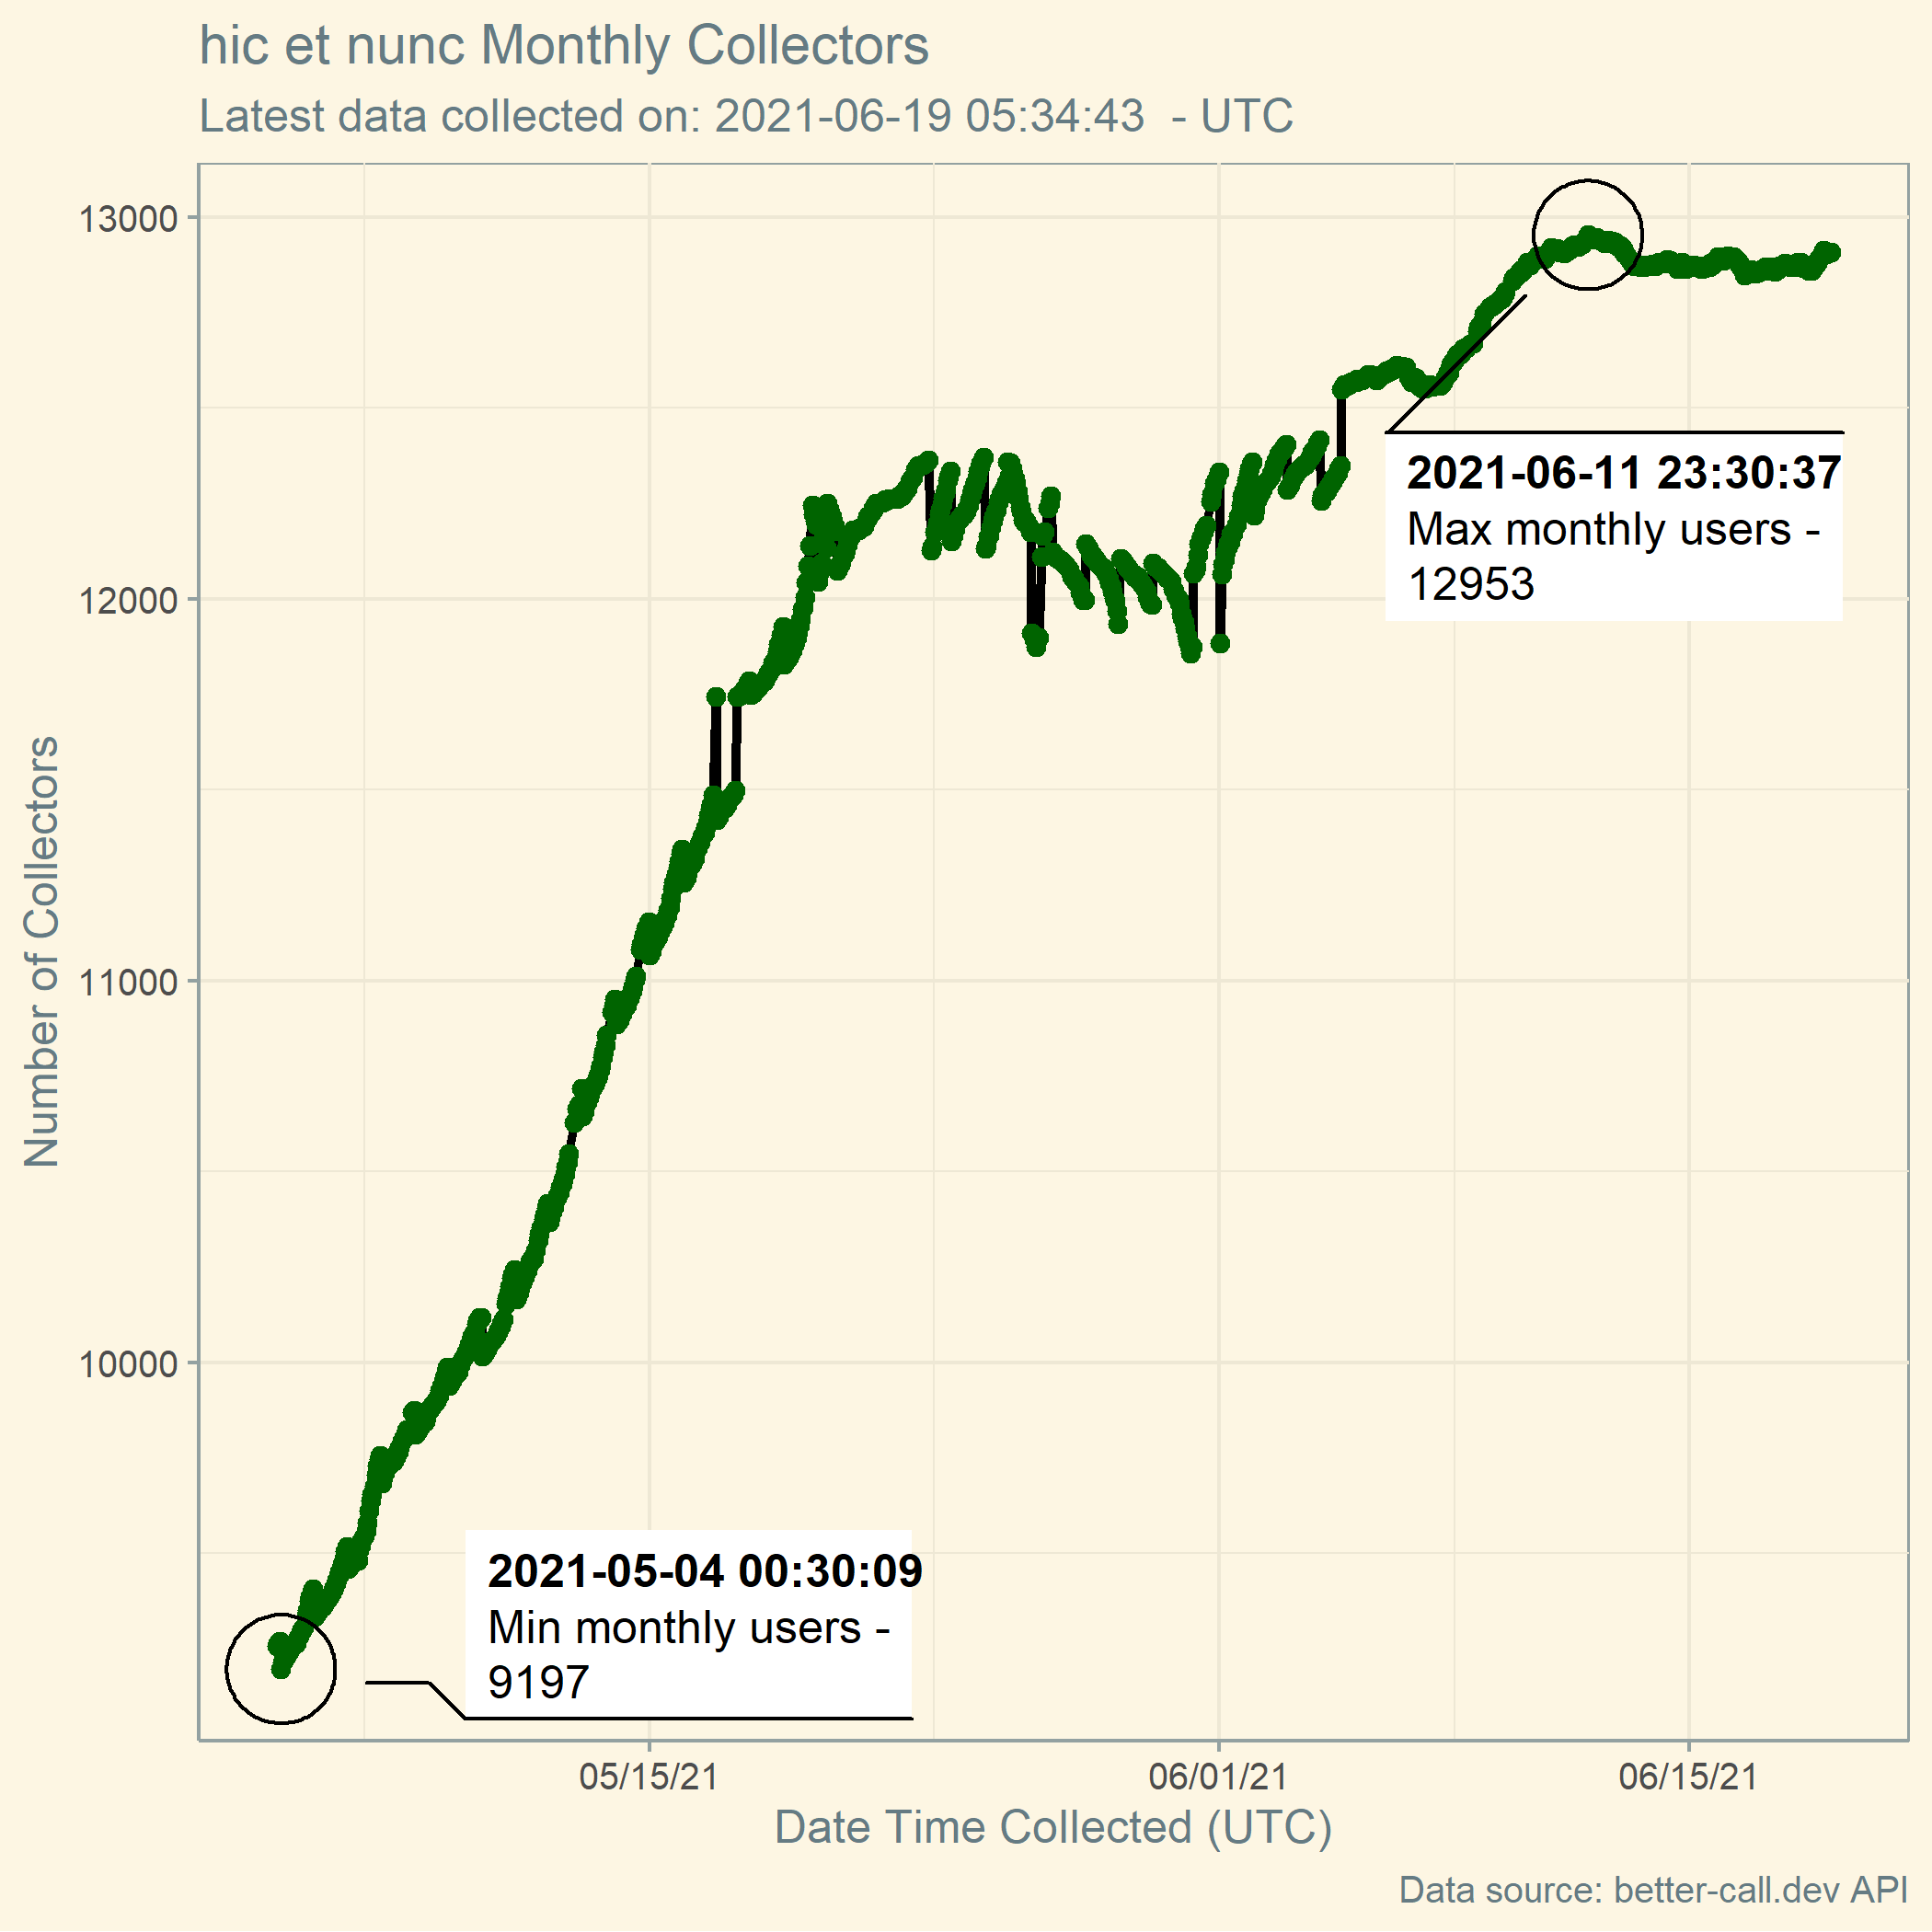 hic et nunc Monthly Collectors
Latest data collected on: 2021-06-19 05:34:43  - UTC
Number of Collectors
13000
12000
11000
10000
2021-06-11 23:30:37
Max monthly users -
12953
2021-05-04 00:30:09
Min monthly users -
9197
05/15/21
06/01/21
06/15/21
Date Time Collected (UTC)
Data source: better-call.dev API